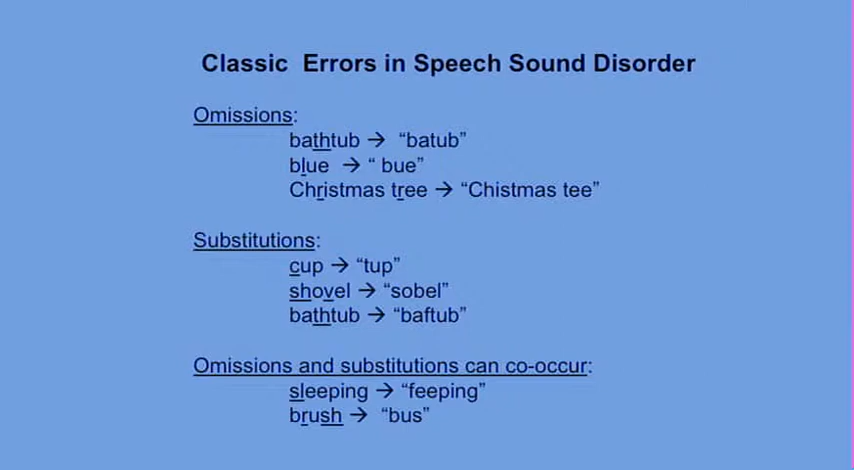 Classic Errors in Speech Sound Disorder
Omissions:
bathtub → “batub”
blue → “ bue”
Christmas tree → “Chistmas tee”
Substitutions:
cup → “tup”
shovel → “sobel”
bathtub → “baftub”
Omissions and substitutions can co-occur:
sleeping → “feeping”
brush → “bus”